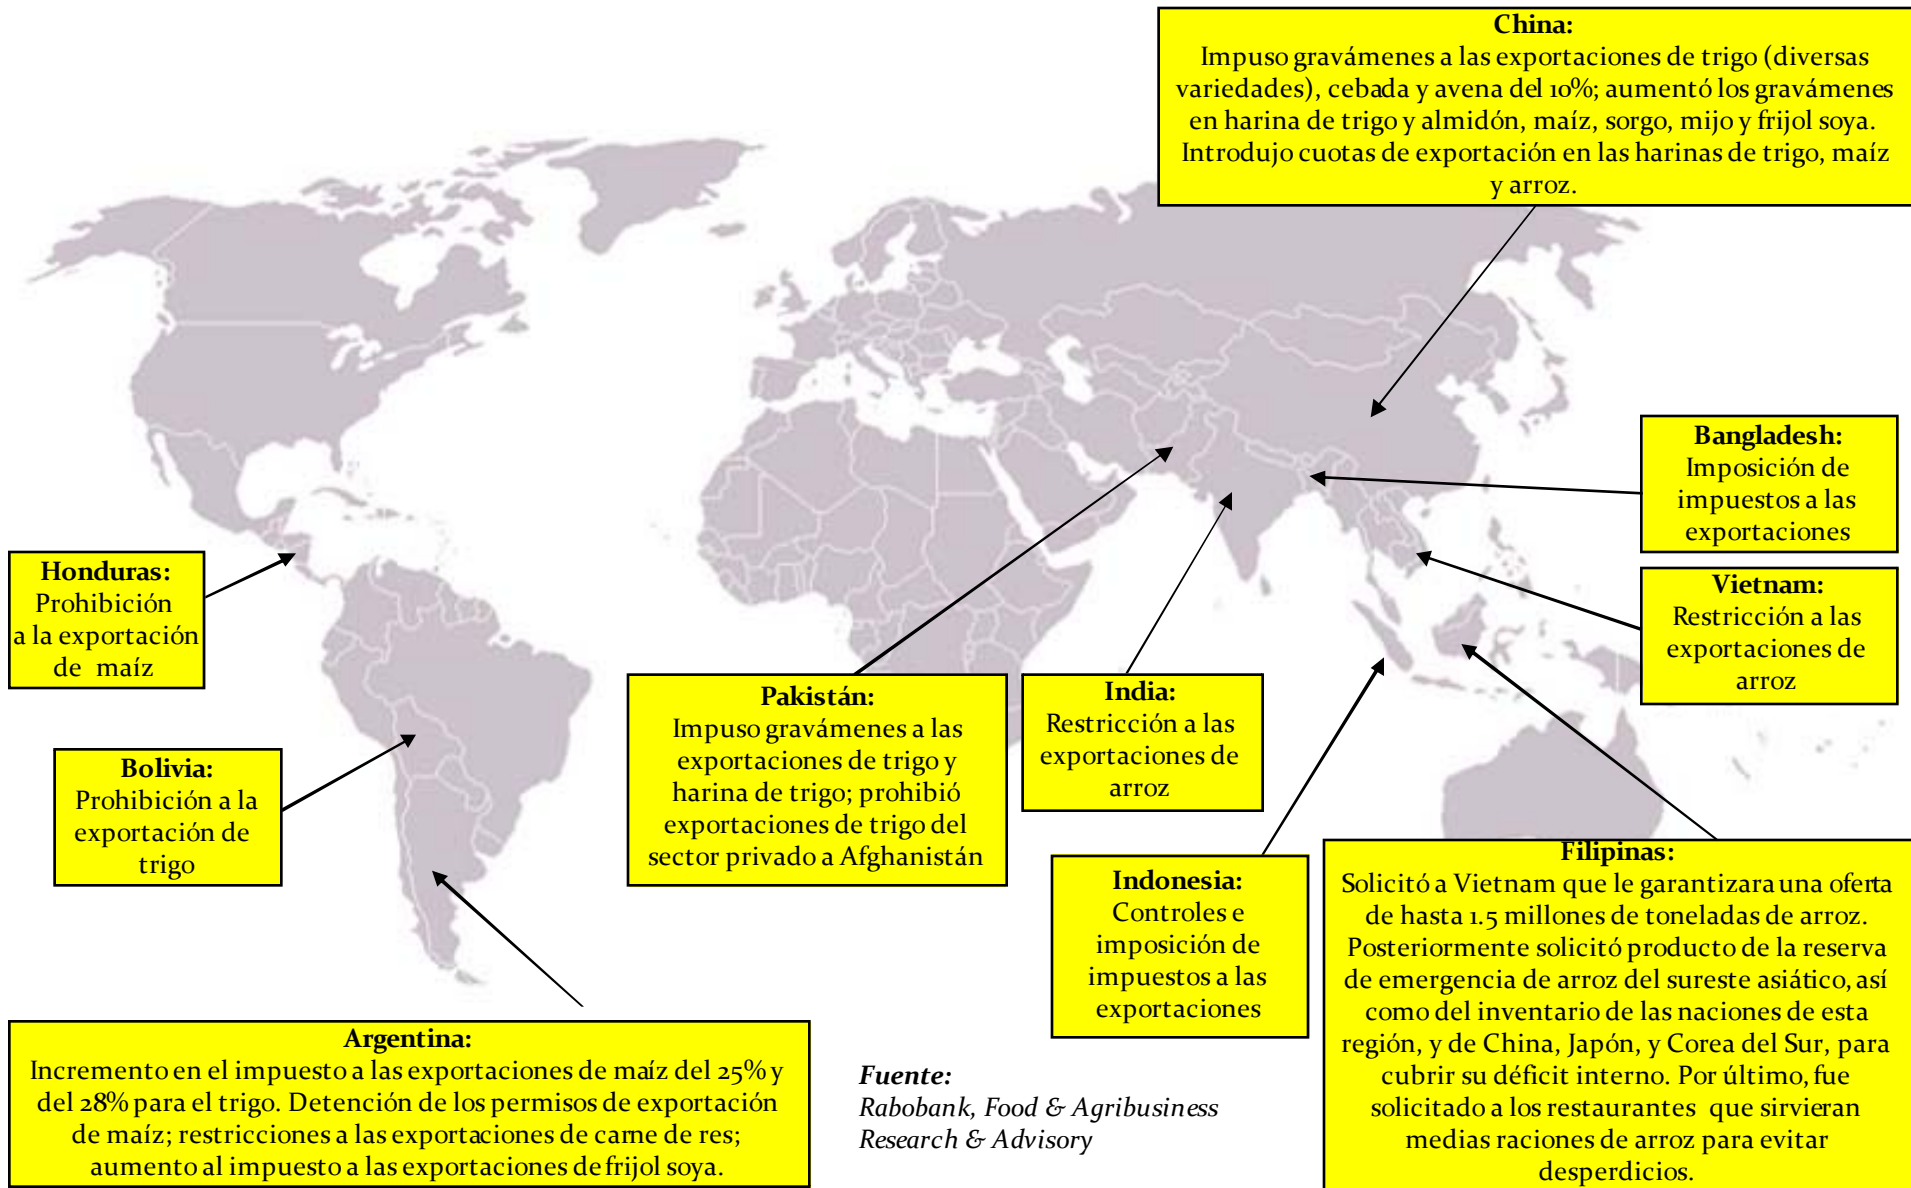 China:
Impuso gravámenes a las exportaciones de trigo (diversas
variedades), cebada y avena del 10%; aumentó los gravámenes
en harina de trigo y almidón, maíz, sorgo, mijo y frijol soya.
Introdujo cuotas de exportación en las harinas de trigo, maíz
y arroz.
Bangladesh:
Imposición de
impuestos a las
exportaciones
Honduras:
Prohibición
a la exportación
de maíz
Vietnam:
Restricción a las
exportaciones de
arroz
Pakistán:
Impuso gravámenes a las
exportaciones de trigo y
harina de trigo; prohibió
exportaciones de trigo del
sector privado a Afghanistán
India:
Restricción a las
exportaciones de
arroz
Bolivia:
Prohibición a la
exportación de
trigo
Indonesia:
Controles e
imposición de
impuestos a las
exportaciones
Filipinas:
Solicitó a Vietnam que le garantizara una oferta
de hasta 1.5 millones de toneladas de arroz.
Posteriormente solicitó producto de la reserva
de emergencia de arroz del sureste asiático, así
como del inventario de las naciones de esta
región, y de China, Japón, y Corea del Sur, para
cubrir su déficit interno. Por último, fue
solicitado a los restaurantes que sirvieran
medias raciones de arroz para evitar
desperdicios.
Argentina:
Incremento en el impuesto a las exportaciones de maíz del 25% y
del 28% para el trigo. Detención de los permisos de exportación
de maíz; restricciones a las exportaciones de carne de res;
aumento al impuesto a las exportaciones de frijol soya.
Fuente:
Rabobank, Food & Agribusiness
Research & Advisory